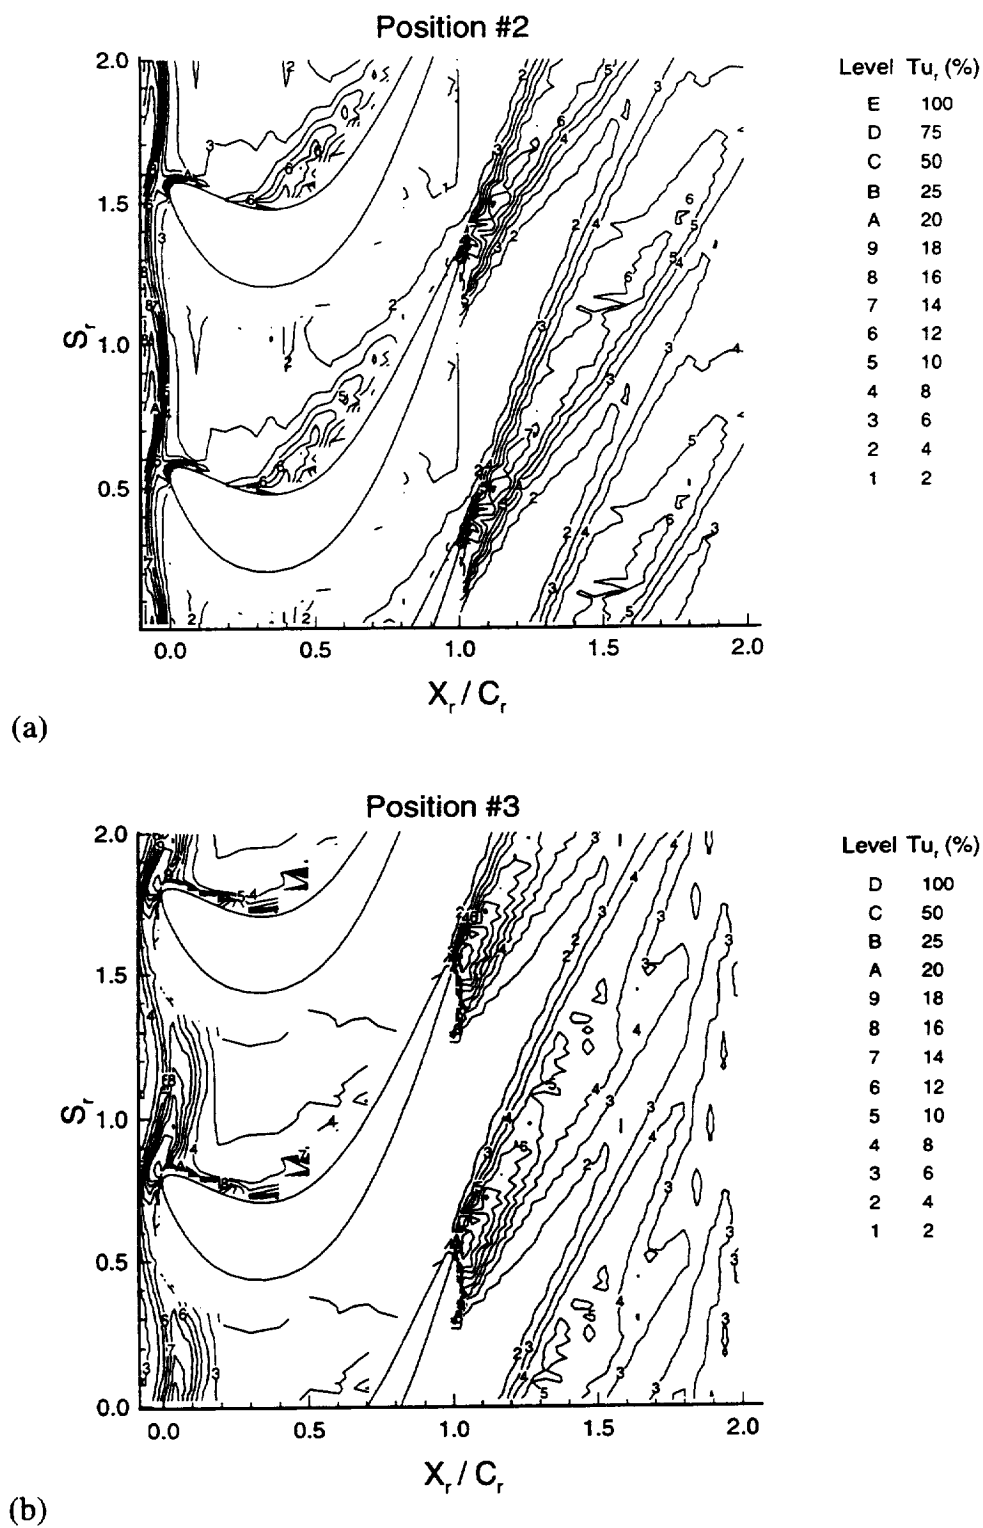 Position #2
Level Tu_r (%)
E 100
D 75
C 50
B 25
A 20
9 18
8 16
7 14
6 12
5 10
4 8
3 6
2 4
1 2
2.0
1.5
1.0
0.5
S_r
0.0 0.5 1.0 1.5 2.0
X_r / C_r
(a)
Position #3
Level Tu_r (%)
D 100
C 50
B 25
A 20
9 18
8 16
7 14
6 12
5 10
4 8
3 6
2 4
1 2
2.0
1.5
1.0
0.5
0.0
S_r
0.0 0.5 1.0 1.5 2.0
X_r / C_r
(b)